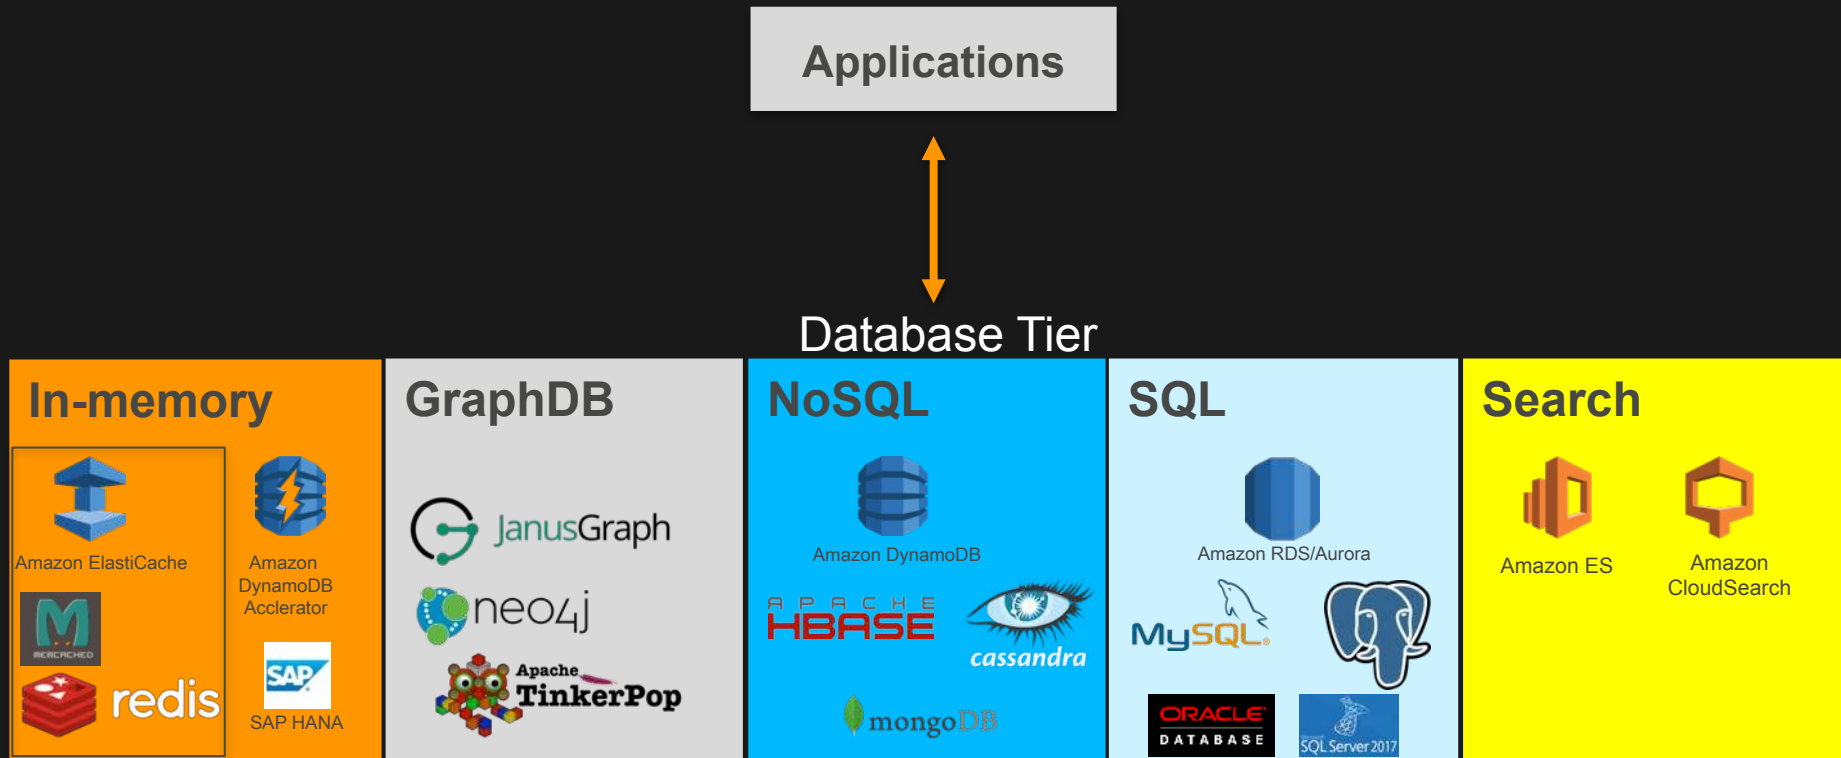 Applications
Database Tier
In-memory
Amazon ElastiCache
Amazon
DynamoDB
Acclerator
MEMCACHED
redis
SAP
SAP HANA
GraphDB
JanusGraph
neo4j
Apache
TinkerPop
NoSQL
Amazon DynamoDB
APACHE
HBASE
cassandra
mongoDB
SQL
Amazon RDS/Aurora
MySQL®
ORACLE®
DATABASE
Microsoft
SQL Server 2017
Search
Amazon ES
Amazon
CloudSearch